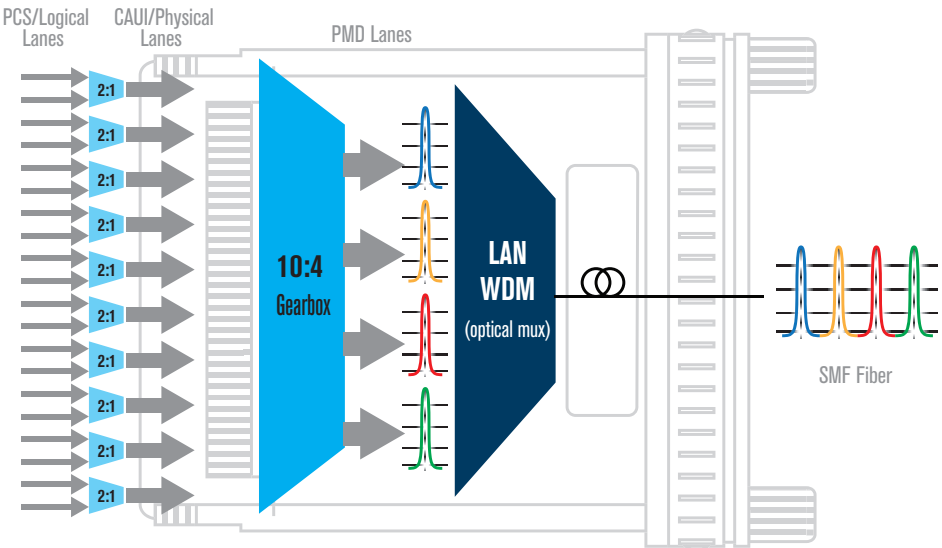 PCS/Logical
Lanes
CAUI/Physical
Lanes
PMD Lanes
2:1
2:1
2:1
2:1
2:1
2:1
2:1
2:1
2:1
2:1
10:4
Gearbox
LAN
WDM
(optical mux)
SMF Fiber